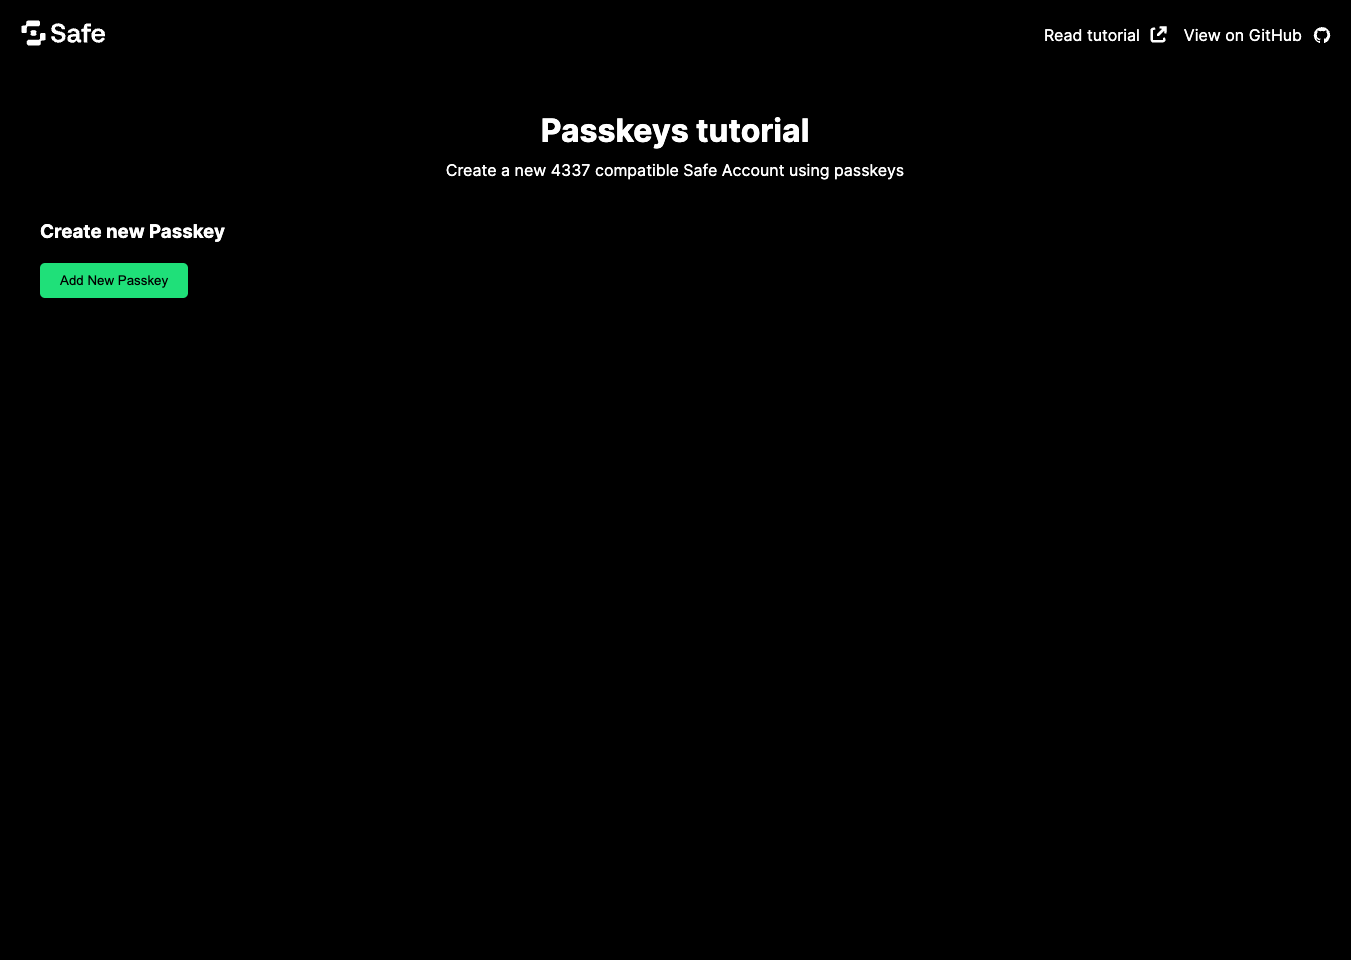 Safe
Read tutorial
View on GitHub
Passkeys tutorial
Create a new 4337 compatible Safe Account using passkeys
Create new Passkey
Add New Passkey